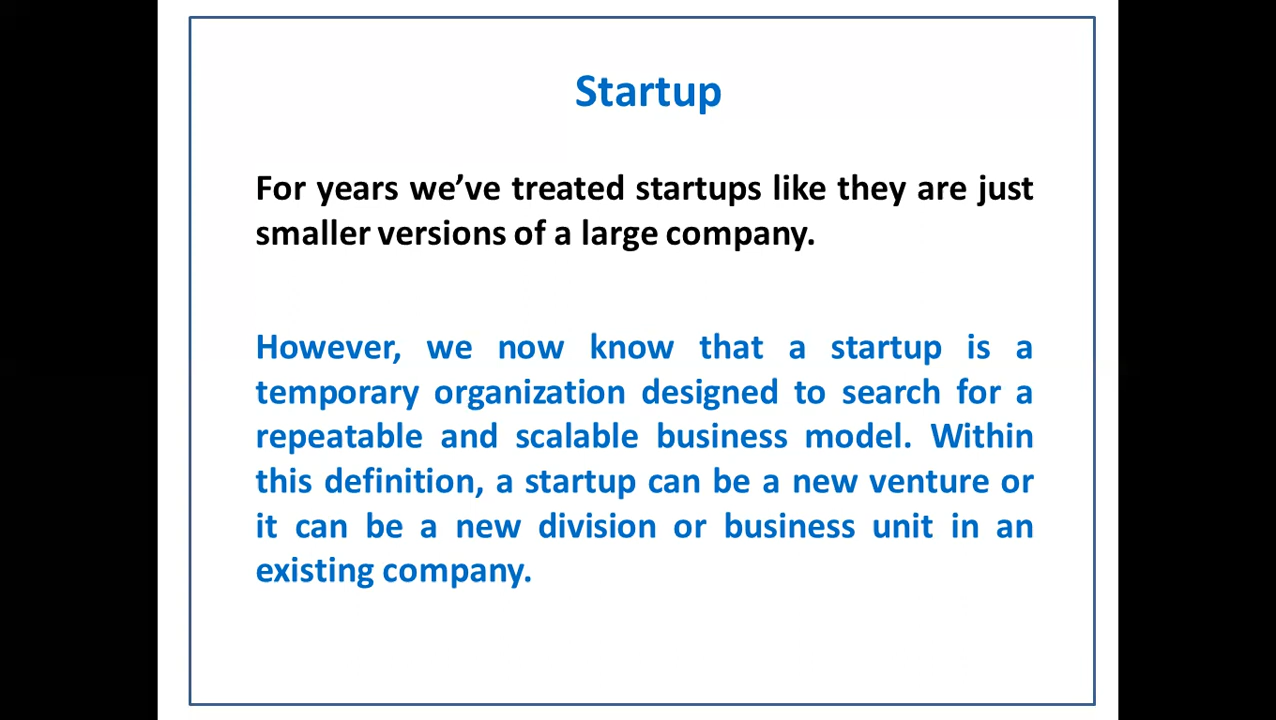 Startup
For years we’ve treated startups like they are just
smaller versions of a large company.
However, we now know that a startup is a
temporary organization designed to search for a
repeatable and scalable business model. Within
this definition, a startup can be a new venture or
it can be a new division or business unit in an
existing company.